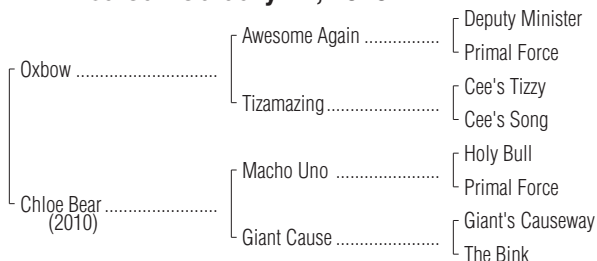 Deputy Minister
Awesome Again ................
Primal Force
Oxbow ..............................
Cee's Tizzy
Tizamazing........................
Cee's Song
Holy Bull
Macho Uno ......................
Primal Force
Chloe Bear ........................
(2010)
Giant's Causeway
Giant Cause ......................
The Bink